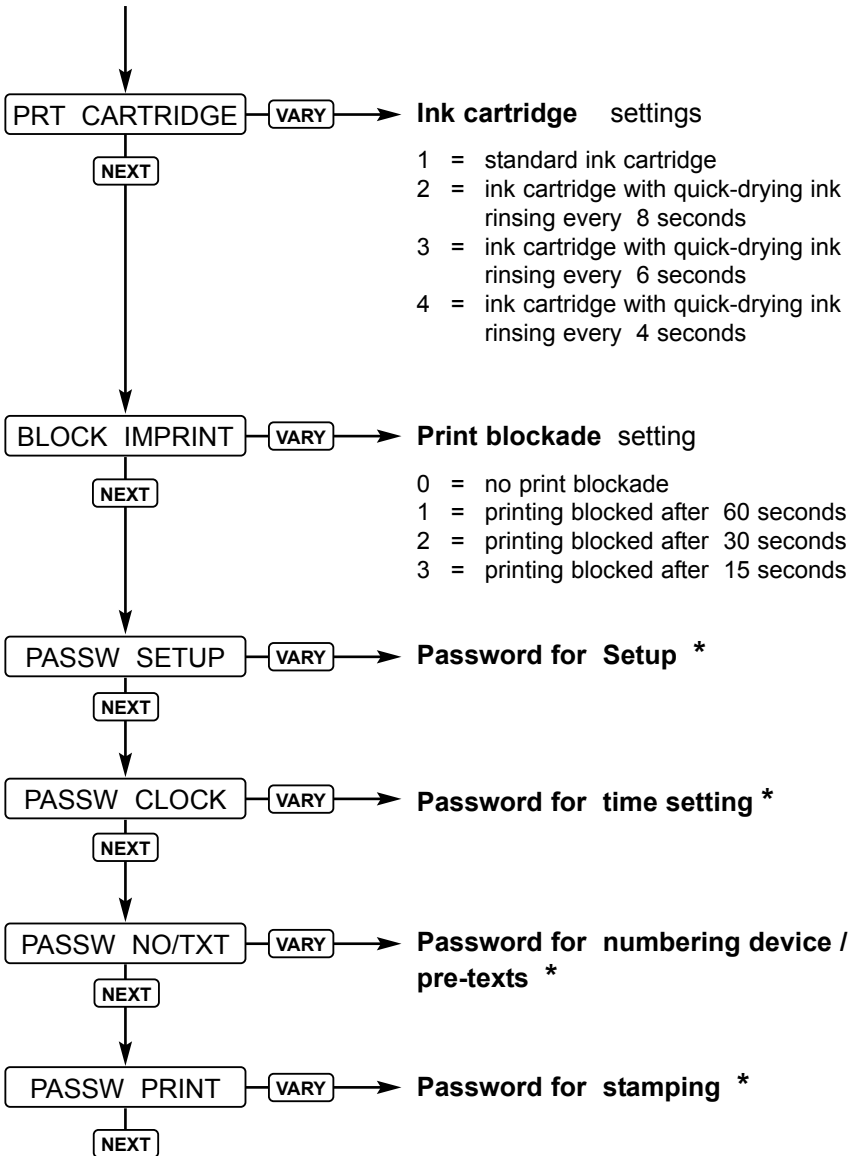 PRT CARTRIDGE VARY Ink cartridge settings
NEXT
1 = standard ink cartridge
2 = ink cartridge with quick-drying ink
rinsing every 8 seconds
3 = ink cartridge with quick-drying ink
rinsing every 6 seconds
4 = ink cartridge with quick-drying ink
rinsing every 4 seconds
BLOCK IMPRINT VARY Print blockade setting
NEXT
0 = no print blockade
1 = printing blocked after 60 seconds
2 = printing blocked after 30 seconds
3 = printing blocked after 15 seconds
PASSW SETUP VARY Password for Setup *
NEXT
PASSW CLOCK VARY Password for time setting *
NEXT
PASSW NO/TXT VARY Password for numbering device /
pre-texts *
NEXT
PASSW PRINT VARY Password for stamping *
NEXT